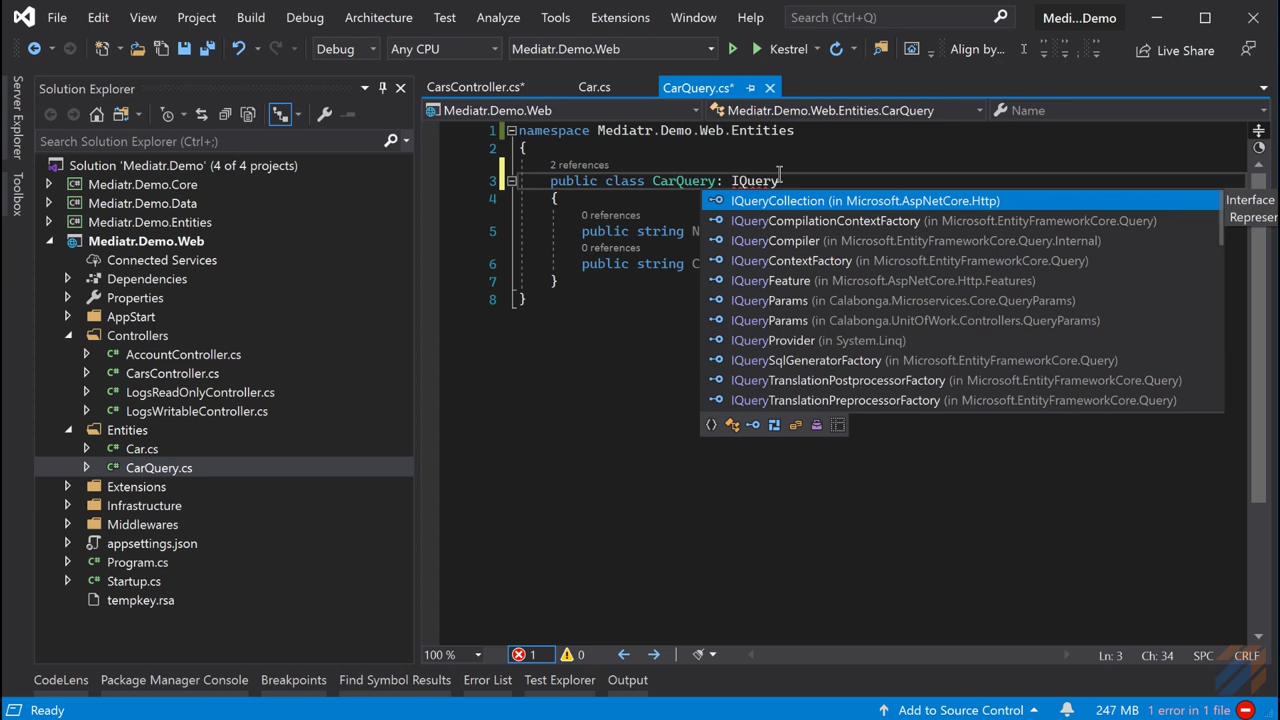 File Edit View Project Build Debug Architecture Test Analyze Tools Extensions Window Help Search (Ctrl+Q) Medi...Demo
Debug Any CPU Mediatr.Demo.Web Kestrel Align by... Live Share
Server Explorer
Toolbox
Solution Explorer
Search Solution Explorer (Ctrl+;)
Solution 'Mediatr.Demo' (4 of 4 projects)
Mediatr.Demo.Core
Mediatr.Demo.Data
Mediatr.Demo.Entities
Mediatr.Demo.Web
Connected Services
Dependencies
Properties
AppStart
Controllers
AccountController.cs
CarsController.cs
LogsReadOnlyController.cs
LogsWritableController.cs
Entities
Car.cs
CarQuery.cs
Extensions
Infrastructure
Middlewares
appsettings.json
Program.cs
Startup.cs
tempkey.rsa
CarsController.cs* Car.cs CarQuery.cs*
Mediatr.Demo.Web Mediatr.Demo.Web.Entities.CarQuery Name
1 namespace Mediatr.Demo.Web.Entities
2 {
2 references
3 public class CarQuery: IQuery
4 {
0 references
5 public string N
0 references
6 public string C
7 }
8 }
IQueryCollection (in Microsoft.AspNetCore.Http)
IQueryCompilationContextFactory (in Microsoft.EntityFrameworkCore.Query)
IQueryCompiler (in Microsoft.EntityFrameworkCore.Query.Internal)
IQueryContextFactory (in Microsoft.EntityFrameworkCore.Query)
IQueryFeature (in Microsoft.AspNetCore.Http.Features)
IQueryParams (in Calabonga.Microservices.Core.QueryParams)
IQueryParams (in Calabonga.UnitOfWork.Controllers.QueryParams)
IQueryProvider (in System.Linq)
IQuerySqlGeneratorFactory (in Microsoft.EntityFrameworkCore.Query)
IQueryTranslationPostprocessorFactory (in Microsoft.EntityFrameworkCore.Query)
IQueryTranslationPreprocessorFactory (in Microsoft.EntityFrameworkCore.Query)
Interface
Represer
100 % 1 0 Ln: 3 Ch: 34 SPC CRLF
CodeLens Package Manager Console Breakpoints Find Symbol Results Error List Test Explorer Output
Ready Add to Source Control 247 MB 1 error in 1 file